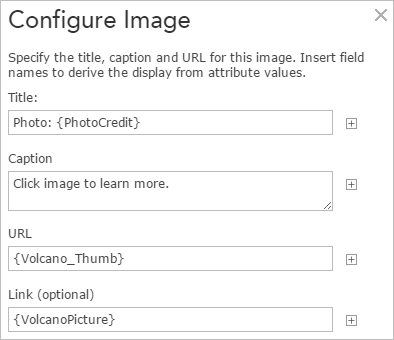 Configure Image
Specify the title, caption and URL for this image. Insert field
names to derive the display from attribute values.
Title:
Photo: {PhotoCredit}
Caption
Click image to learn more.
URL
{Volcano_Thumb}
Link (optional)
{VolcanoPicture}